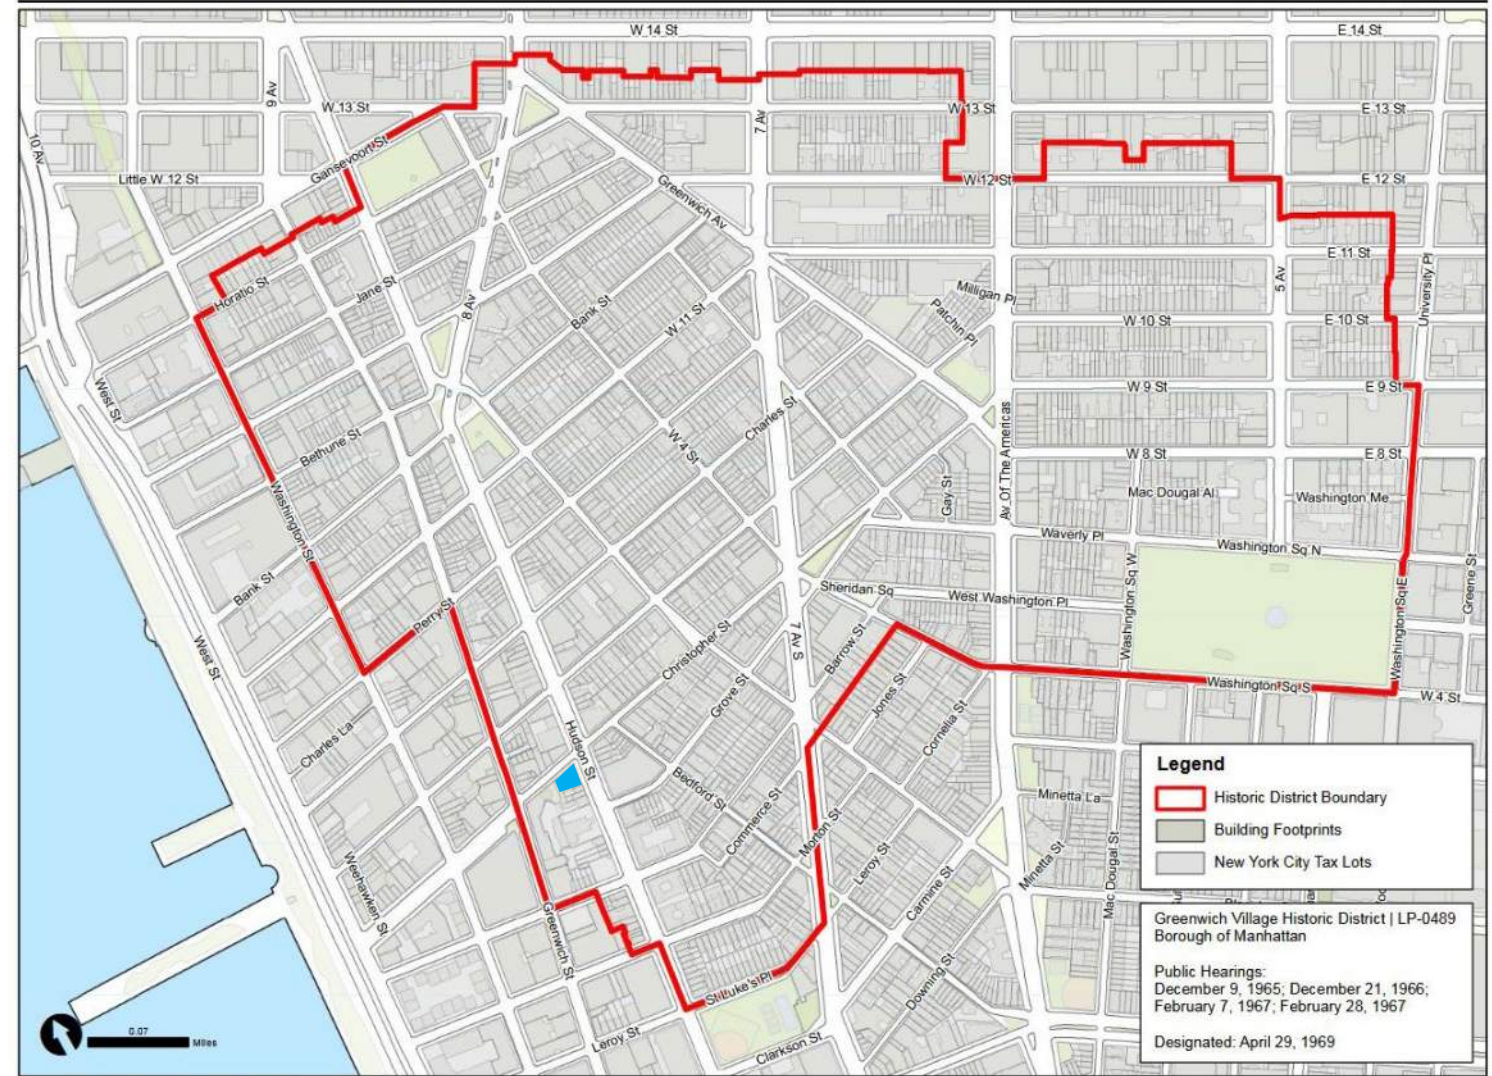 W 14 St
E 14 St
9 Av
W 13 St
7 Av
W 13 St
E 13 St
10 Av
Gansevoort St
Little W 12 St
W 12 St
E 12 St
Greenwich Av
E 11 St
5 Av
University Pl
Horatio St
Jane St
8 Av
Bank St
W 11 St
Milligan Pl
Patchin Pl
W 10 St
E 10 St
West St
W 9 St
E 9 St
Charles St
Av Of The Americas
Bethune St
W 4 St
W 8 St
E 8 St
Gay St
Mac Dougal Al
Washington Me
Washington St
Waverly Pl
Washington Sq N
Bank St
Sheridan Sq
West Washington Pl
Washington Sq W
Washington Sq E
Greene St
Perry St
West St
Christopher St
7 Av S
Barrow St
Grove St
Jones St
Washington Sq S
W 4 St
Charles La
Hudson St
Cornelia St
Bedford St
Commerce St
Morton St
Minetta La
Weehawken St
Leroy St
Carmine St
Minetta St
Mac Dougal St
Greenwich St
St Luke's Pl
Downing St
Leroy St
Clarkson St
Legend
Historic District Boundary
Building Footprints
New York City Tax Lots
Greenwich Village Historic District | LP-0489
Borough of Manhattan
Public Hearings:
December 9, 1965; December 21, 1966;
February 7, 1967; February 28, 1967
Designated: April 29, 1969
0.07
Miles